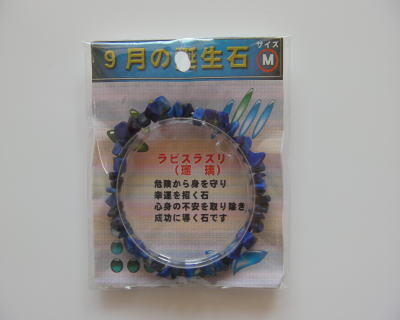 9月の誕生石
サイズ
M
ラピスラズリ
(瑠 璃)
危険から身を守り
幸運を招く石
心身の不安を取り除き
成功に導く石です